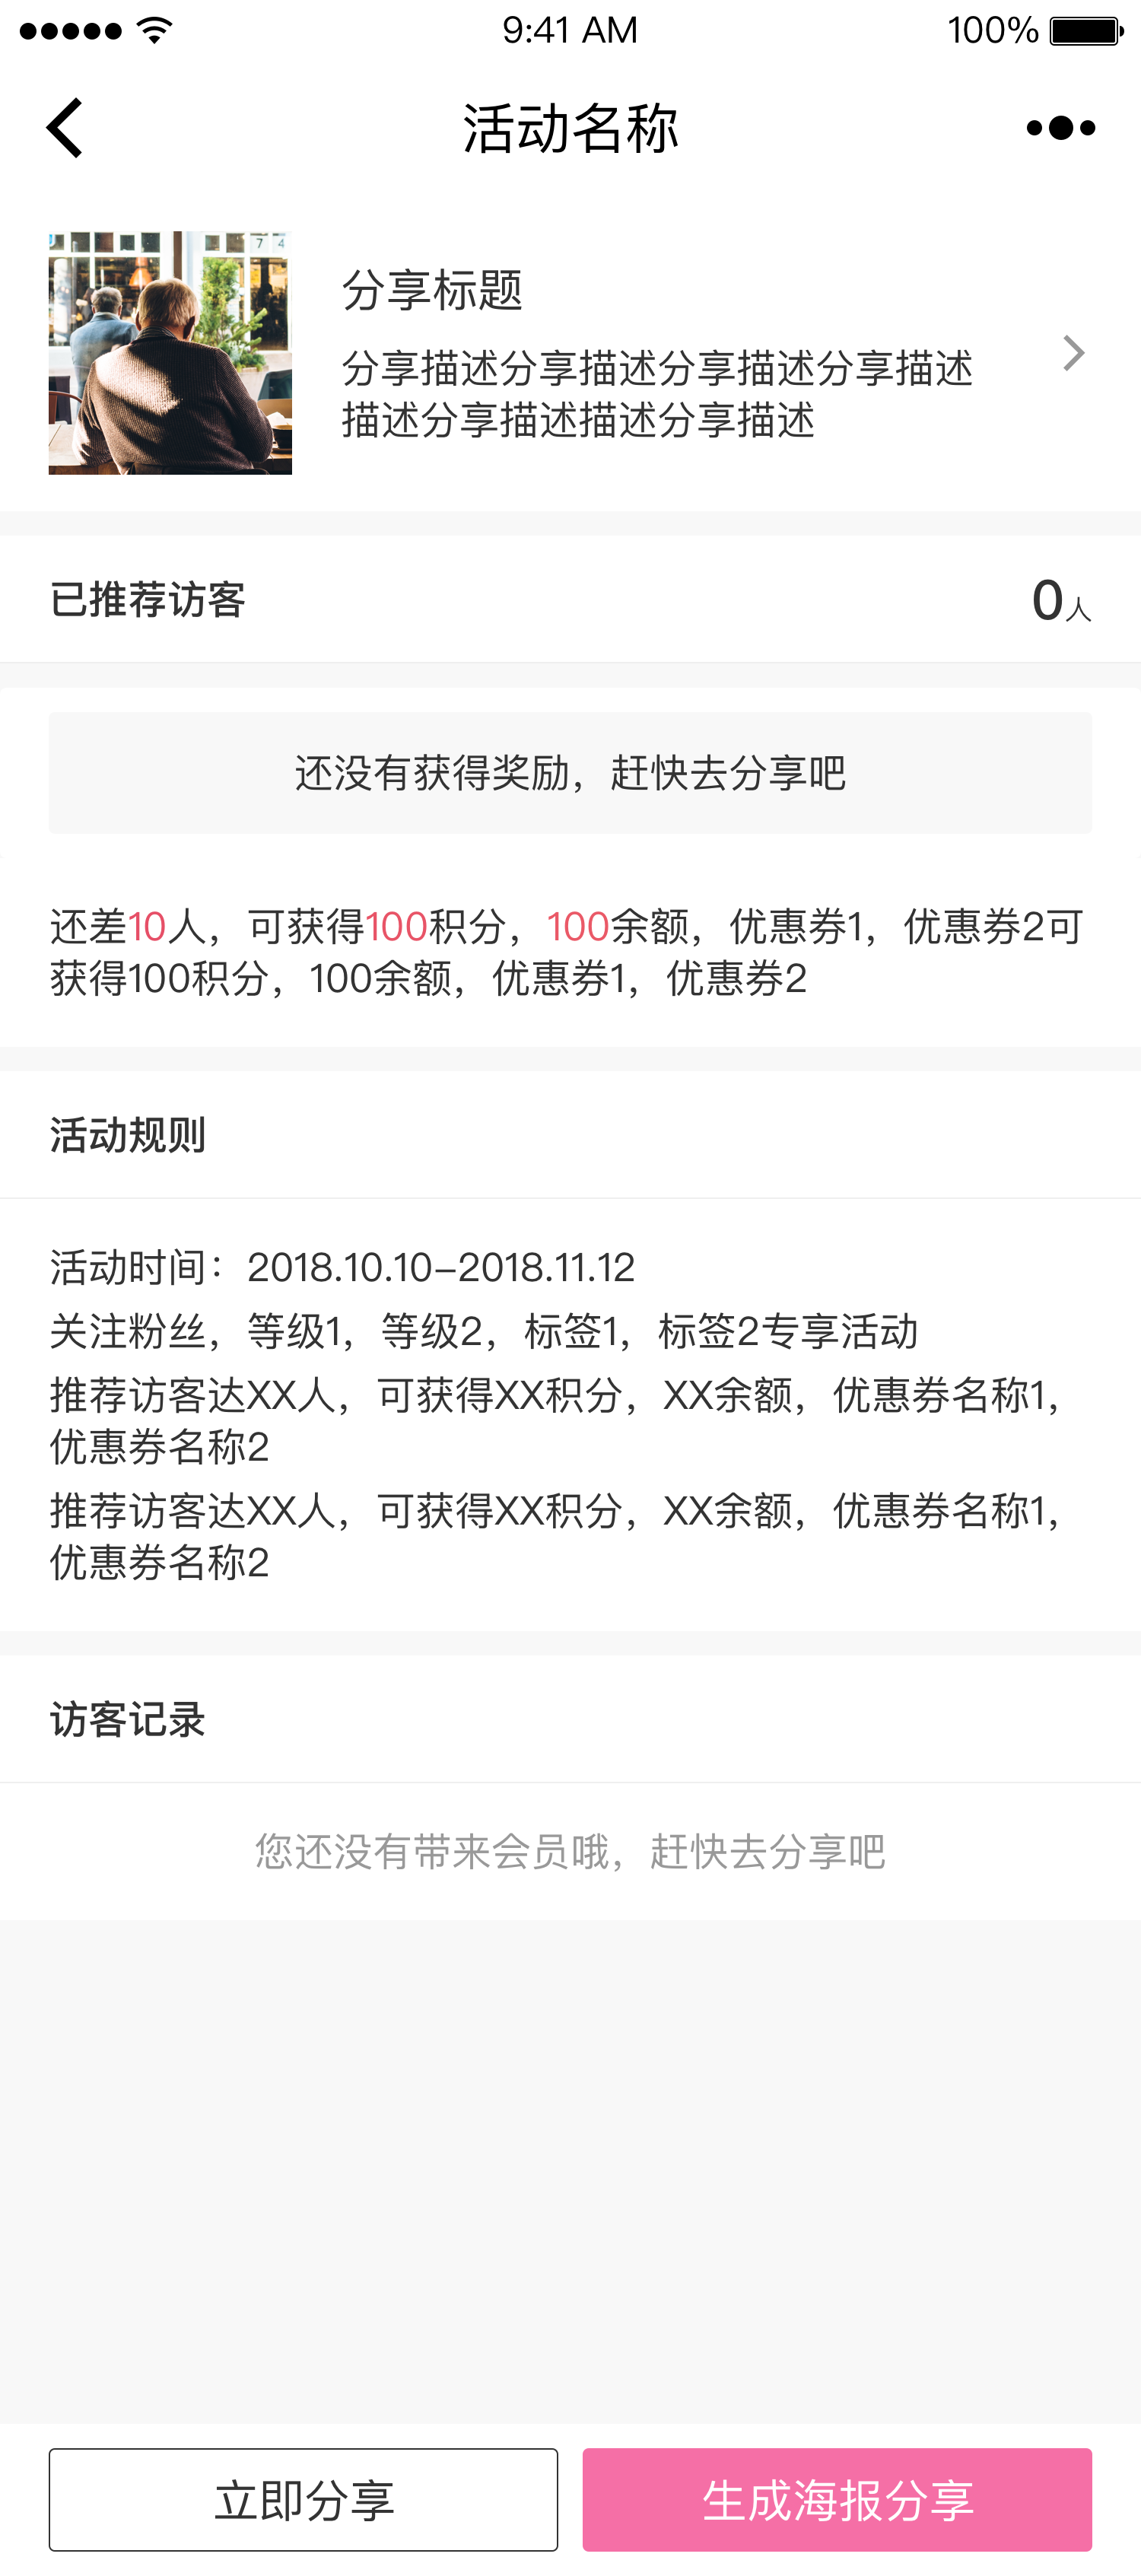 9:41 AM
100%
活动名称
7 4
分享标题
分享描述分享描述分享描述分享描述
描述分享描述描述分享描述
已推荐访客
0人
还没有获得奖励，赶快去分享吧
还差10人，可获得100积分，100余额，优惠券1，优惠券2可
获得100积分，100余额，优惠券1，优惠券2
活动规则
活动时间：2018.10.10-2018.11.12
关注粉丝，等级1，等级2，标签1，标签2专享活动
推荐访客达XX人，可获得XX积分，XX余额，优惠券名称1，
优惠券名称2
推荐访客达XX人，可获得XX积分，XX余额，优惠券名称1，
优惠券名称2
访客记录
您还没有带来会员哦，赶快去分享吧
立即分享
生成海报分享